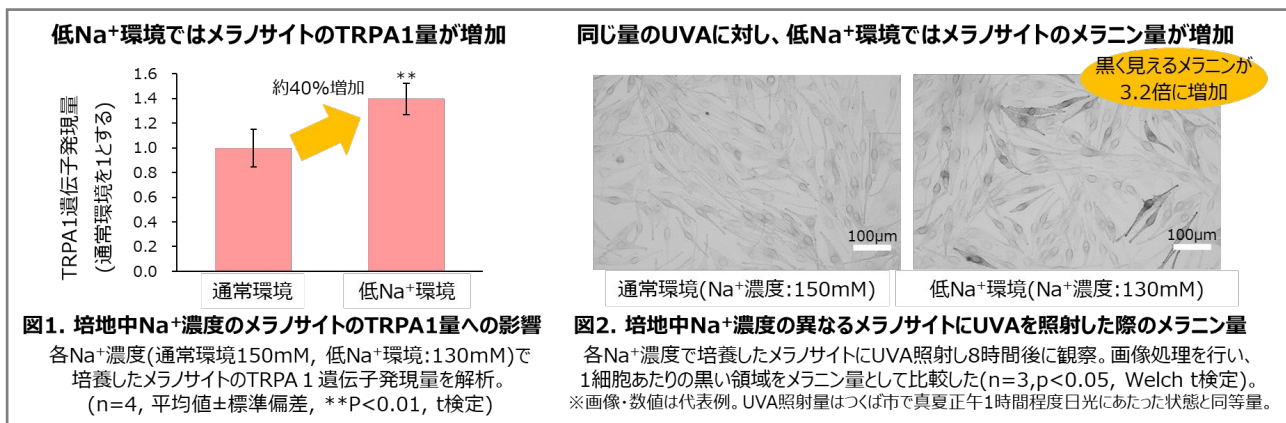 低Na⁺環境ではメラノサイトのTRPA1量が増加
TRPA1遺伝子発現量
(通常環境を1とする)
1.6
1.4
1.2
1.0
0.8
0.6
0.4
0.2
0.0
約40%増加
**
通常環境
低Na⁺環境
図1. 培地中Na⁺濃度のメラノサイトのTRPA1量への影響
各Na⁺濃度(通常環境150mM, 低Na⁺環境:130mM)で
培養したメラノサイトのTRPA１遺伝子発現量を解析。
(n=4, 平均値±標準偏差, **P<0.01, t検定)
同じ量のUVAに対し、低Na⁺環境ではメラノサイトのメラニン量が増加
黒く見えるメラニンが
3.2倍に増加
100μm
100μm
通常環境(Na⁺濃度:150mM)
低Na⁺環境(Na⁺濃度:130mM)
図2. 培地中Na⁺濃度の異なるメラノサイトにUVAを照射した際のメラニン量
各Na⁺濃度で培養したメラノサイトにUVA照射し8時間後に観察。画像処理を行い、
1細胞あたりの黒い領域をメラニン量として比較した(n=3,p<0.05, Welch t検定)。
※画像・数値は代表例。UVA照射量はつくば市で真夏正午1時間程度日光にあたった状態と同等量。